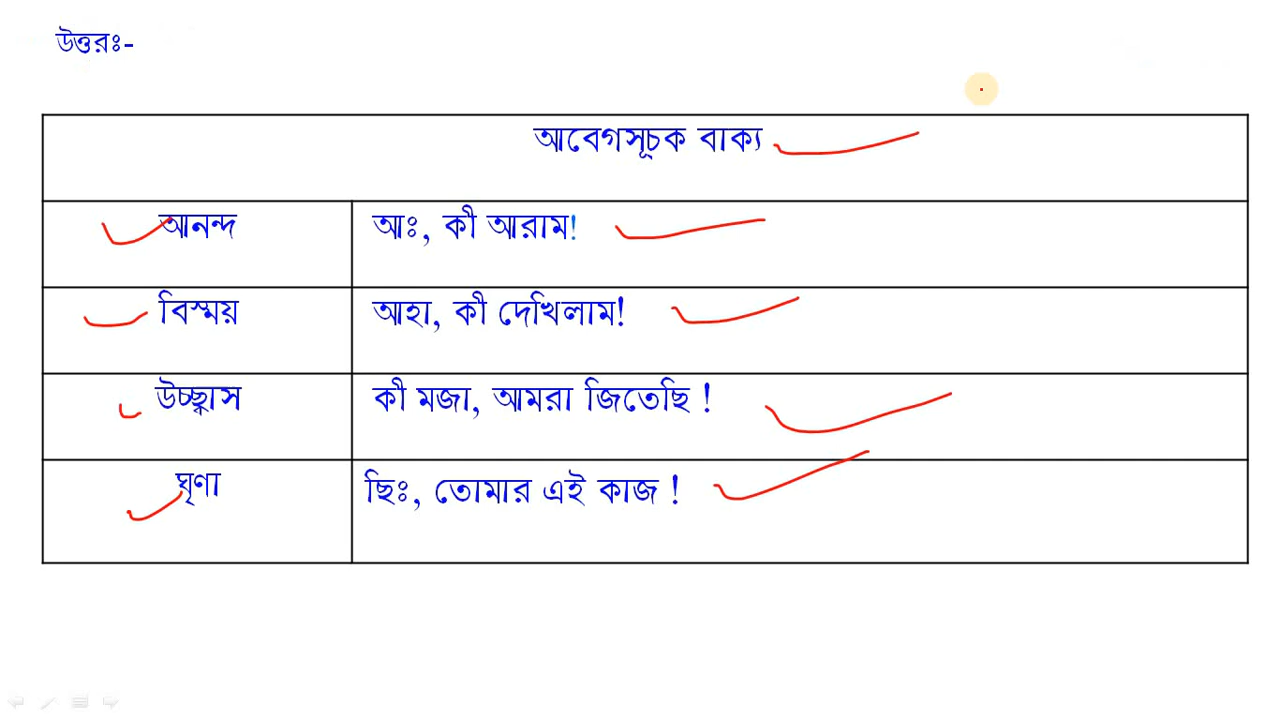 উত্তরঃ-
আবেগসূচক বাক্য
আনন্দ আঃ, কী আরাম!
বিস্ময় আহা, কী দেখিলাম!
উচ্ছ্বাস কী মজা, আমরা জিতেছি !
ঘৃণা ছিঃ, তোমার এই কাজ !